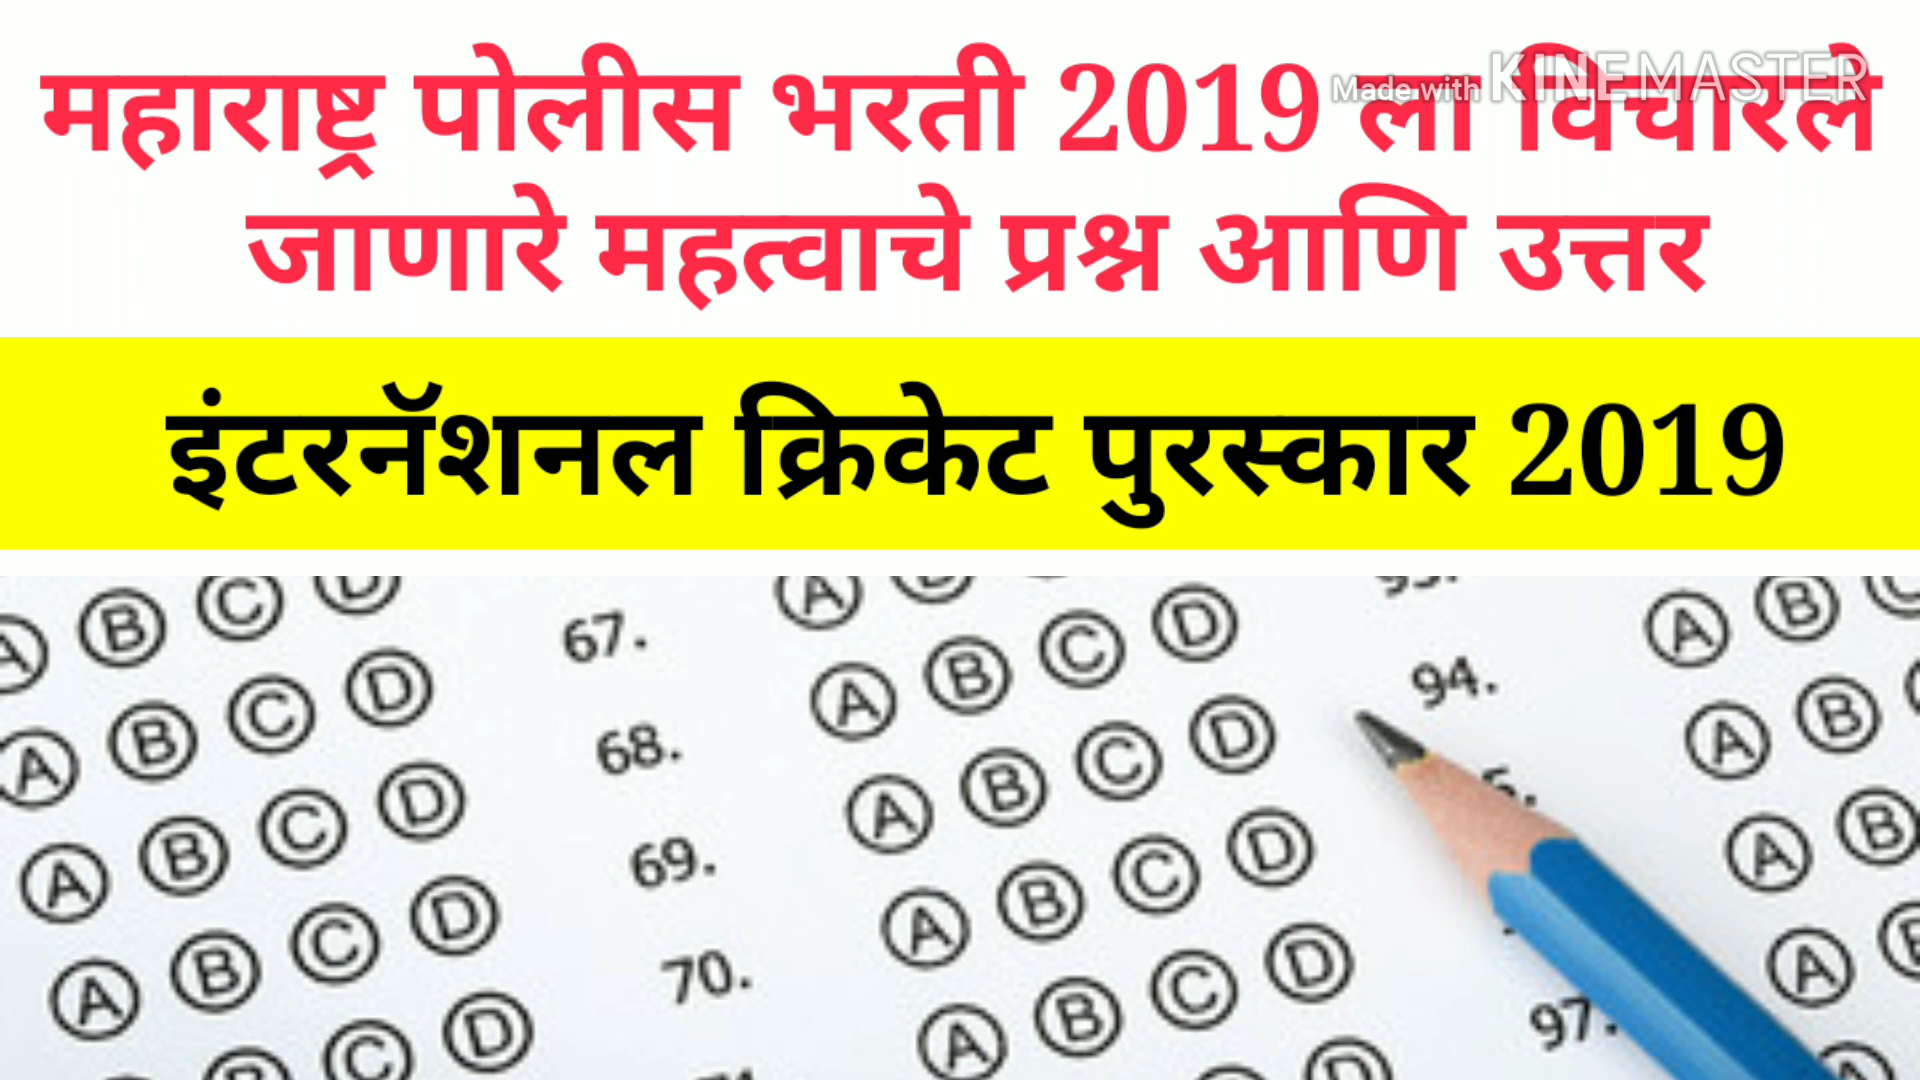 महाराष्ट्र पोलीस भरती 2019 ला विचारले
Made with KINEMASTER
जाणारे महत्वाचे प्रश्न आणि उत्तर
इंटरनॅशनल क्रिकेट पुरस्कार 2019
A B C D
67.
A B C D
94.
A B C D
68.
A B C D
A B
A B C D
69.
A B C D
A B
A B C D
70.
A B C D
97.
A B